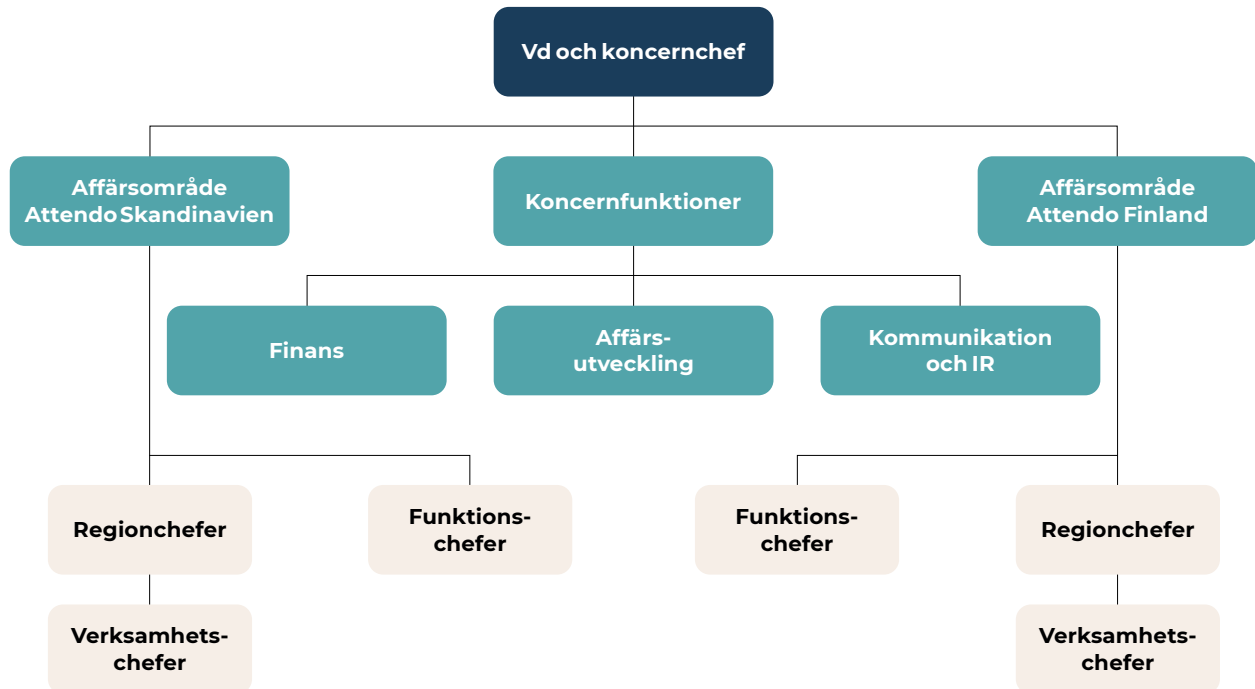 Vd och koncernchef
Affärsområde
Attendo Skandinavien
Koncernfunktioner
Affärsområde
Attendo Finland
Finans
Affärs-
utveckling
Kommunikation
och IR
Regionchefer
Funktions-
chefer
Funktions-
chefer
Regionchefer
Verksamhets-
chefer
Verksamhets-
chefer